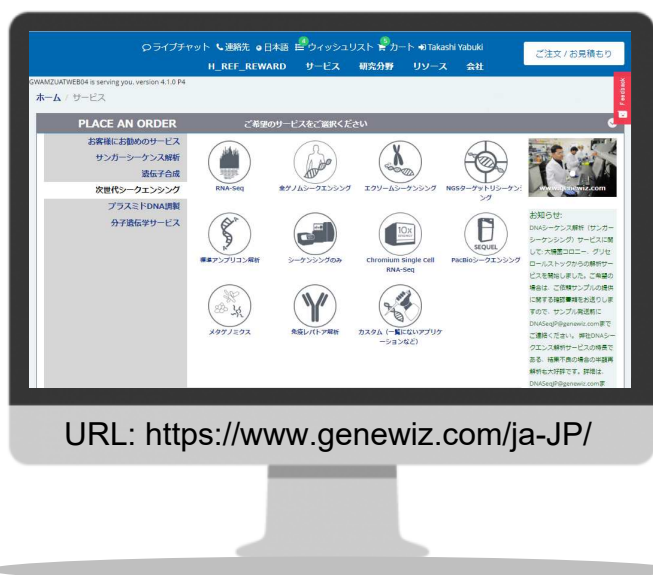 ライブチャット 連絡先 日本語 4 ウィッシュリスト 5 カート Takashi Yabuki
ご注文 / お見積もり
H_REF_REWARD サービス 研究分野 リソース 会社
GWAMZUATWEB04 is serving you, version 4.1.0 P4
Feedback
ホーム / サービス
PLACE AN ORDER
ご希望のサービスをご選択ください
お客様にお勧めのサービス
サンガーシーケンス解析
遺伝子合成
次世代シークエンシング
プラスミドDNA調製
分子遺伝学サービス
RNA-Seq
全ゲノムシークエンシング
エクソームシークエンシング
NGSターゲットリシーケンシ
ング
標準アンプリコン解析
シーケンシングのみ
10x
Chromium Single Cell
RNA-Seq
SEQUEL
PacBioシークエンシング
メタゲノミクス
免疫レパトア解析
カスタム(一覧にないアプリケ
ーションなど)
www.genewiz.com
お知らせ:
DNAシーケンス解析(サンガー
シーケンシング)サービスに関
して: 大腸菌コロニー、グリセ
ロールストックからの解析サー
ビスを開始しました。ご希望の
場合は、ご依頼サンプルの提供
に関する確認書類をお送りしま
すので、サンプル発送前に
DNASeqJP@genewiz.comまで
ご連絡ください。弊社DNAシー
クエンス解析サービスの特長で
ある、結果不良の場合の半額再
解析も大好評です。詳細は、
DNASeqJP@genewiz.comま
URL: https://www.genewiz.com/ja-JP/